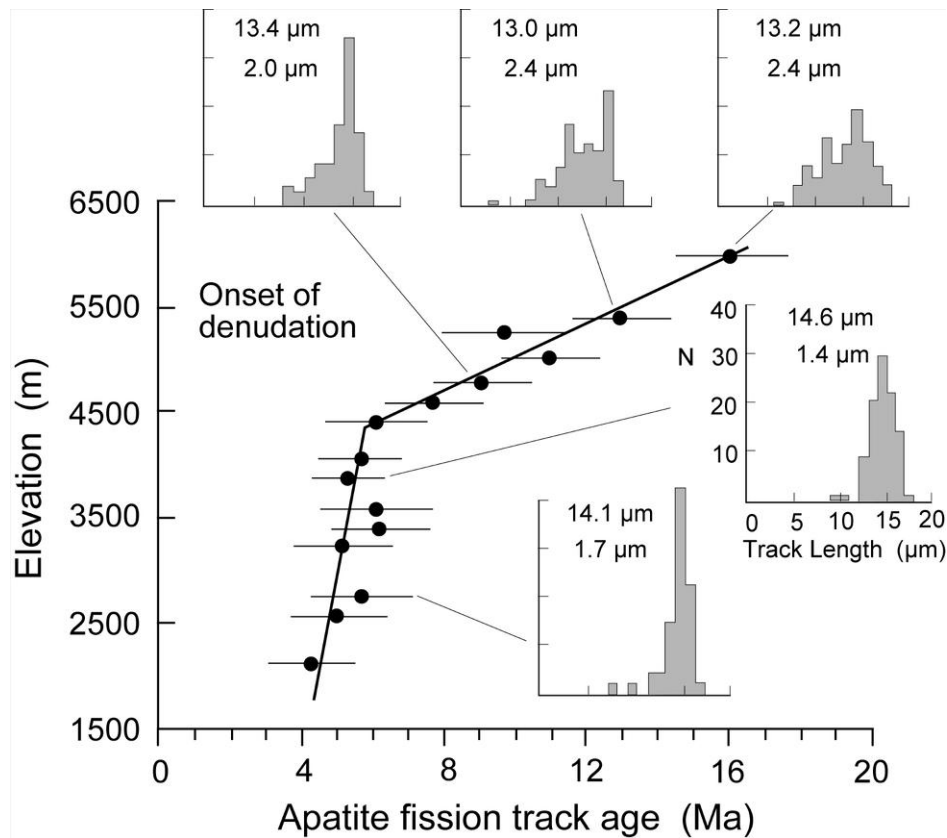 13.4 µm
2.0 µm
13.0 µm
2.4 µm
13.2 µm
2.4 µm
6500
5500
4500
3500
2500
1500
Elevation (m)
Onset of
denudation
40
30
20
10
N
14.6 µm
1.4 µm
0 5 10 15 20
Track Length (µm)
14.1 µm
1.7 µm
0 4 8 12 16 20
Apatite fission track age (Ma)